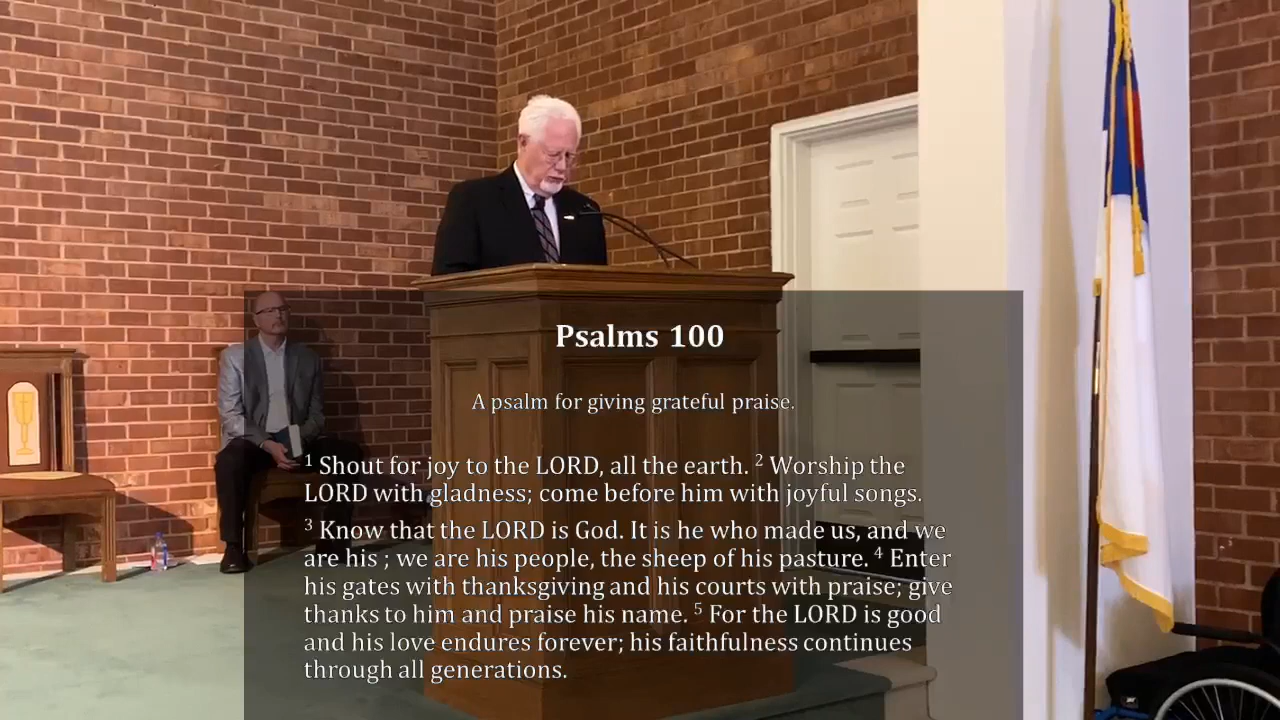 Psalms 100
A psalm for giving grateful praise.
1 Shout for joy to the LORD, all the earth. 2 Worship the
LORD with gladness; come before him with joyful songs.
3 Know that the LORD is God. It is he who made us, and we
are his ; we are his people, the sheep of his pasture. 4 Enter
his gates with thanksgiving and his courts with praise; give
thanks to him and praise his name. 5 For the LORD is good
and his love endures forever; his faithfulness continues
through all generations.